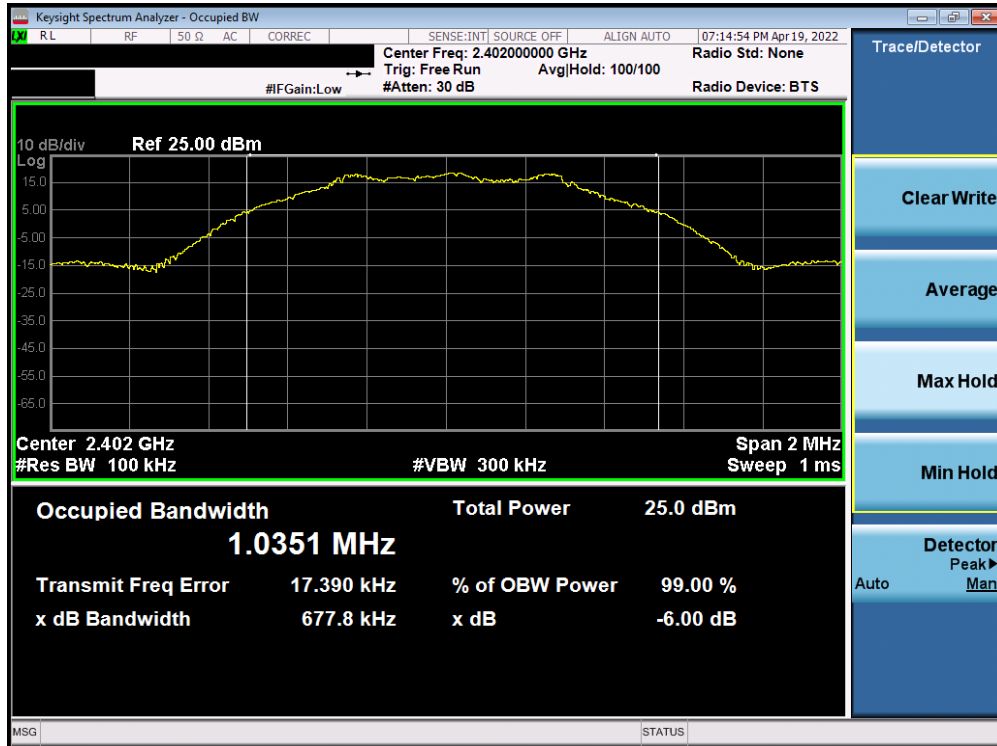 Keysight Spectrum Analyzer - Occupied BW
LXI RL RF 50 Ω AC CORREC SENSE:INT SOURCE OFF ALIGN AUTO 07:14:54 PM Apr 19, 2022
Center Freq: 2.402000000 GHz Radio Std: None
Trig: Free Run Avg|Hold: 100/100
#IFGain:Low #Atten: 30 dB Radio Device: BTS
10 dB/div Ref 25.00 dBm
Log
15.0
5.00
-5.00
-15.0
-25.0
-35.0
-45.0
-55.0
-65.0
Center 2.402 GHz Span 2 MHz
#Res BW 100 kHz #VBW 300 kHz Sweep 1 ms
Occupied Bandwidth Total Power 25.0 dBm
1.0351 MHz
Transmit Freq Error 17.390 kHz % of OBW Power 99.00 %
x dB Bandwidth 677.8 kHz x dB -6.00 dB
MSG STATUS
Trace/Detector
Clear Write
Average
Max Hold
Min Hold
Detector
Peak▶
Auto Man